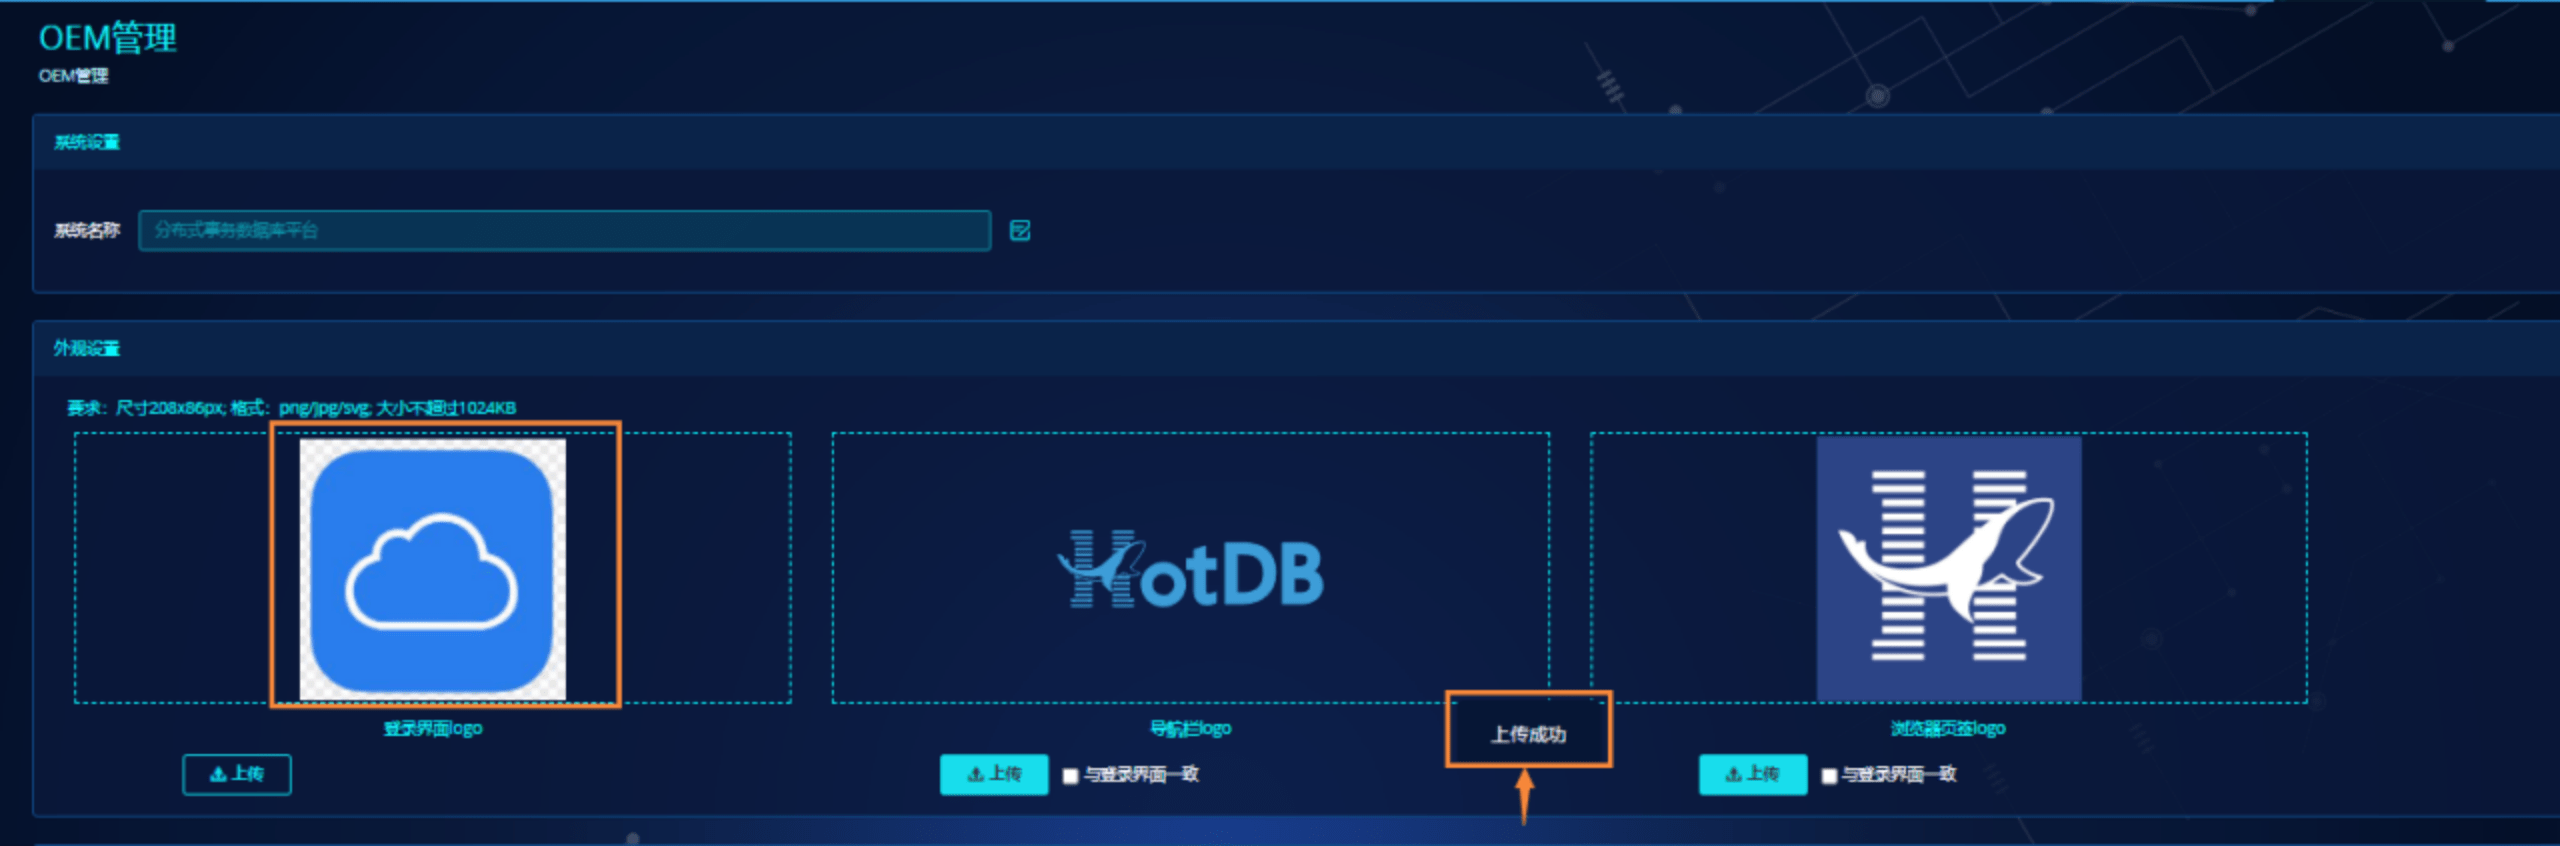 OEM管理
OEM管理
系统设置
系统名称 分布式事务数据库平台
外观设置
要求：尺寸208x86px; 格式：png/jpg/svg; 大小不超过1024KB
HotDB
H
登录界面logo 导航栏logo 浏览器页签logo
上传成功
上传 上传 与登录界面一致 上传 与登录界面一致